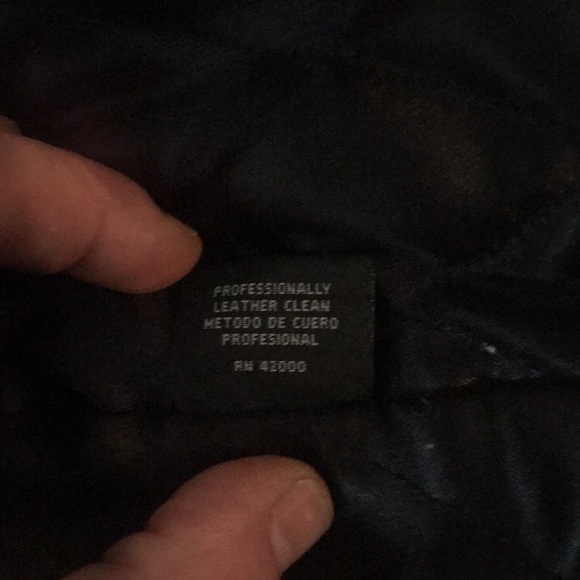 PROFESSIONALLY
LEATHER CLEAN
METODO DE CUERO
PROFESIONAL
RN 42000